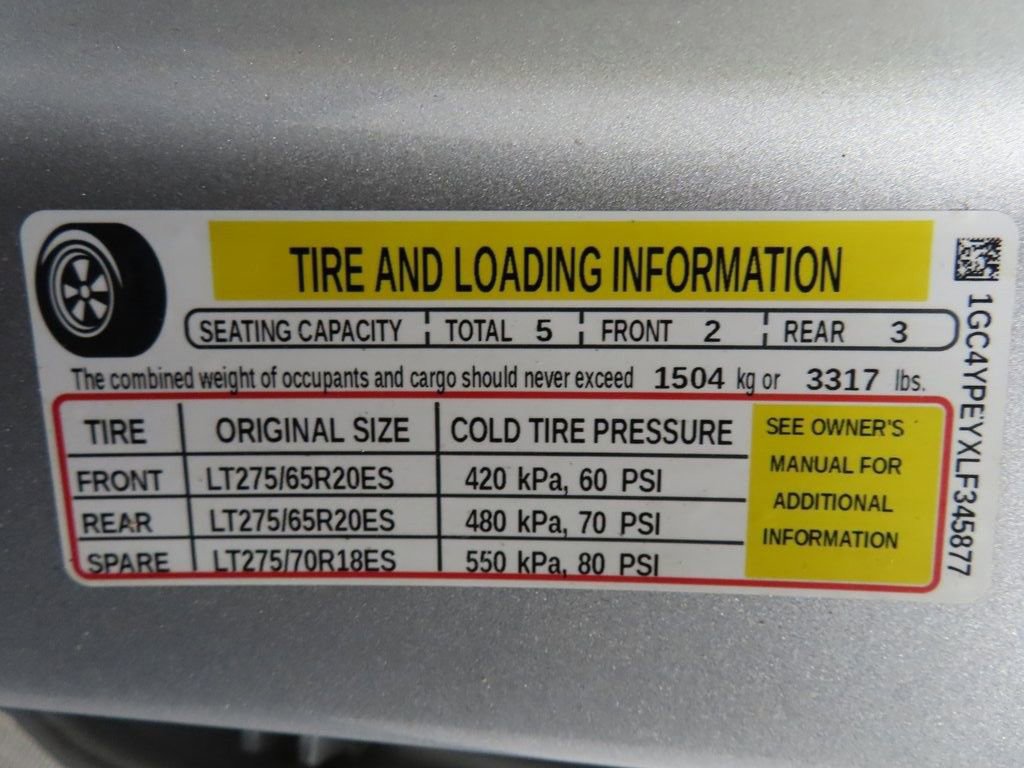 TIRE AND LOADING INFORMATION
SEATING CAPACITY TOTAL 5 FRONT 2 REAR 3
The combined weight of occupants and cargo should never exceed 1504 kg or 3317 lbs.
TIRE ORIGINAL SIZE COLD TIRE PRESSURE
FRONT LT275/65R20ES 420 kPa, 60 PSI
REAR LT275/65R20ES 480 kPa, 70 PSI
SPARE LT275/70R18ES 550 kPa, 80 PSI
SEE OWNER'S
MANUAL FOR
ADDITIONAL
INFORMATION
1GC4YPEYXLF345877